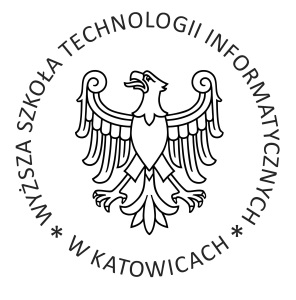 WYŻSZA SZKOŁA TECHNOLOGII INFORMATYCZNYCH
* W KATOWICACH *